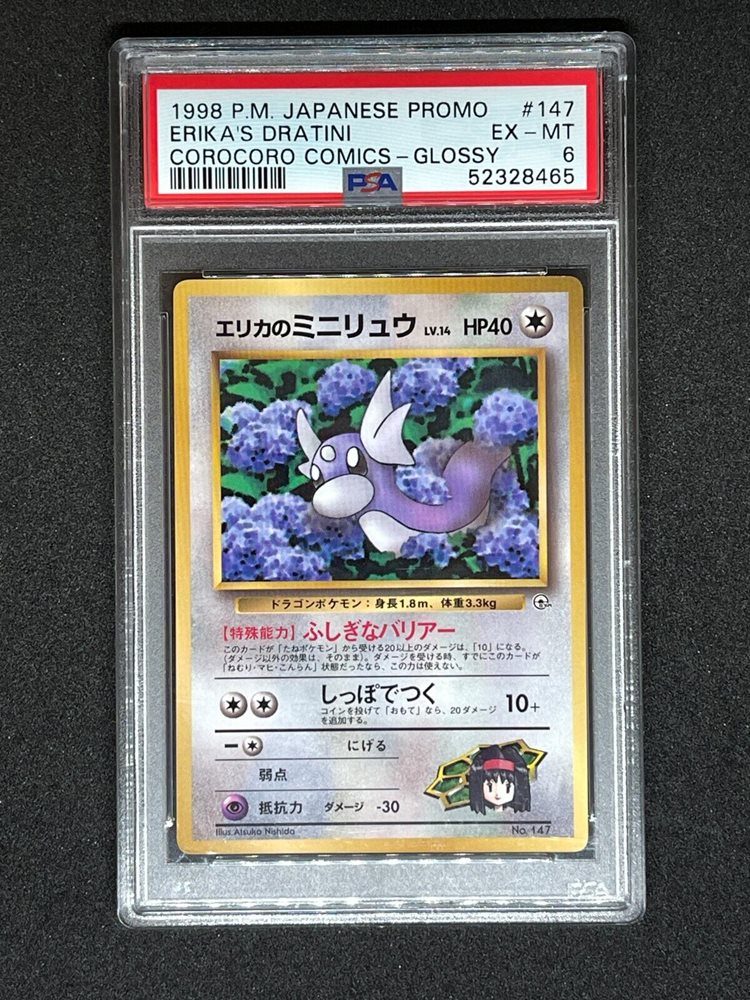 1998 P.M. JAPANESE PROMO #147
ERIKA'S DRATINI EX-MT
COROCORO COMICS-GLOSSY 6
PSA 52328465
エリカのミニリュウ LV.14 HP40
ドラゴンポケモン:身長1.8m、体重3.3kg
【特殊能力】ふしぎなバリアー
このカードが「たねポケモン」から受ける20以上のダメージは、「10」になる。
(ダメージ以外の効果は、そのまま)。ダメージを受ける時、すでにこのカードが
「ねむり・マヒ・こんらん」状態だったなら、この力は使えない。
しっぽでつく 10+
コインを投げて「おもて」なら、20ダメージ
を追加する。
ー にげる
弱点
抵抗力 ダメージ -30
Illus. Atsuko Nishida No. 147